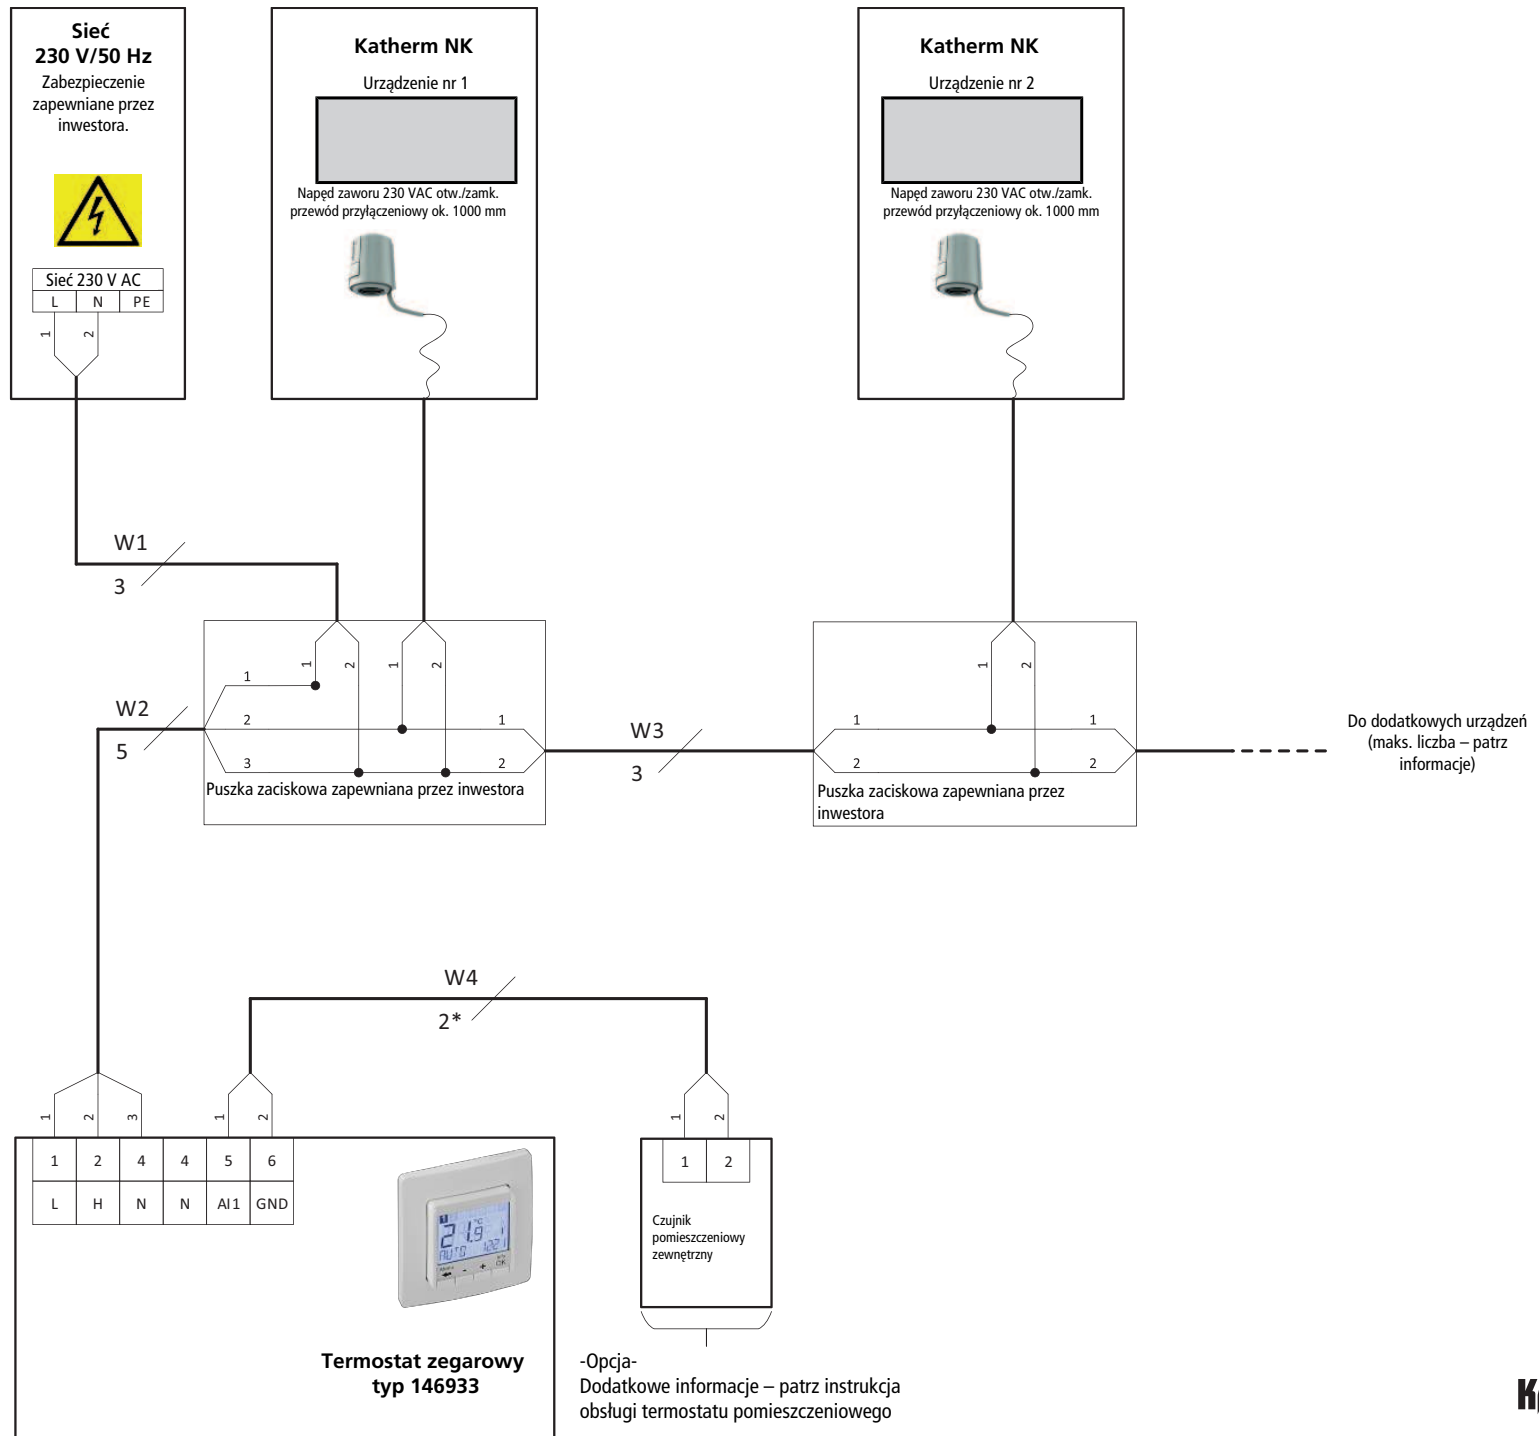 Sieć
230 V/50 Hz
Zabezpieczenie
zapewniane przez
inwestora.
Sieć 230 V AC
L N PE
1 2
Katherm NK
Urządzenie nr 1
Napęd zaworu 230 VAC otw./zamk.
przewód przyłączeniowy ok. 1000 mm
Katherm NK
Urządzenie nr 2
Napęd zaworu 230 VAC otw./zamk.
przewód przyłączeniowy ok. 1000 mm
W1
3
1 2 1 2
1
W2
5
2 1
3 2
Puszka zaciskowa zapewniana przez inwestora
W3
3
1 2
1 1
2 2
Puszka zaciskowa zapewniana przez
inwestora
Do dodatkowych urządzeń
(maks. liczba – patrz
informacje)
W4
2*
1 2 3 1 2
1 2 4 4 5 6
L H N N AI1 GND
21.9 °C
AUTO 1221
Menu
OK
Termostat zegarowy
typ 146933
1 2
1 2
Czujnik
pomieszczeniowy
zewnętrzny
-Opcja-
Dodatkowe informacje – patrz instrukcja
obsługi termostatu pomieszczeniowego